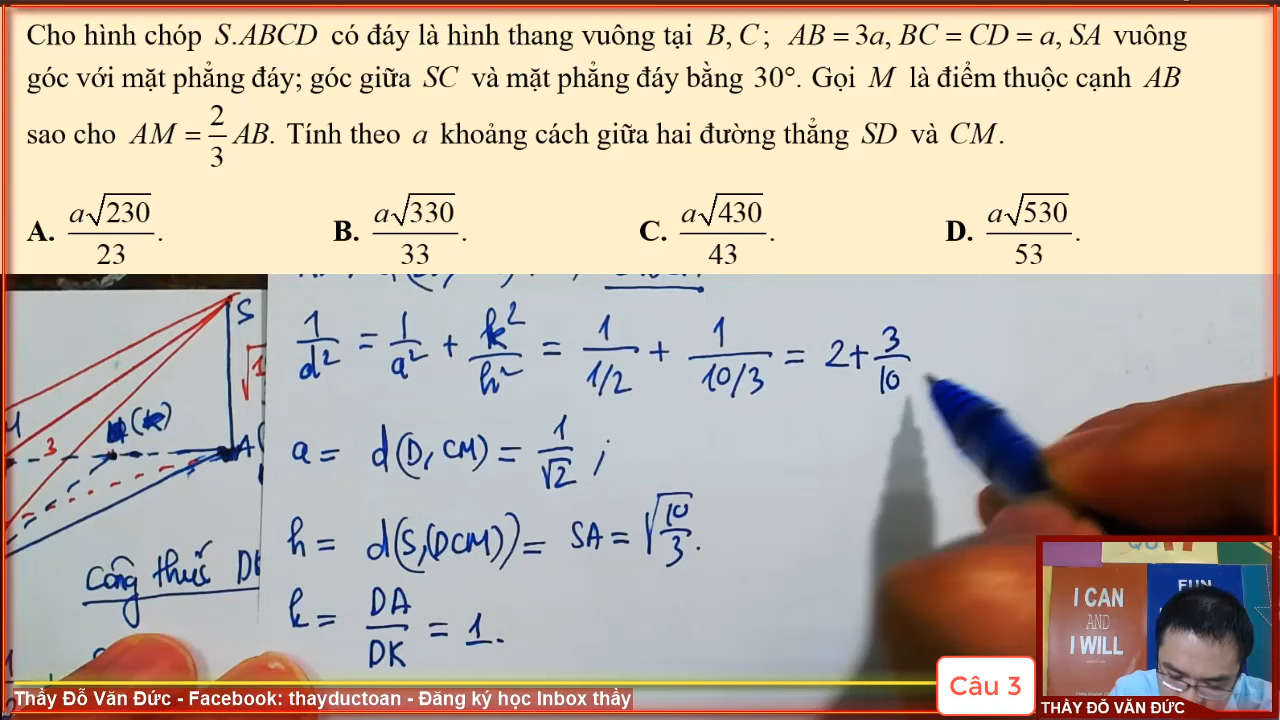 Cho hình chóp S.ABCD có đáy là hình thang vuông tại B, C; AB = 3a, BC = CD = a, SA vuông
góc với mặt phẳng đáy; góc giữa SC và mặt phẳng đáy bằng 30°. Gọi M là điểm thuộc cạnh AB
sao cho AM = 2/3 AB. Tính theo a khoảng cách giữa hai đường thẳng SD và CM.
A. a√230/23. B. a√330/33. C. a√430/43. D. a√530/53.
1/d² = 1/a² + k²/h² = 1/(1/2) + 1/(10/3) = 2 + 3/10
a = d(D, CM) = 1/√2 ;
h = d(S,(DCM)) = SA = √(10/3).
k = DA/DK = 1.
S
A
3
công thức
I CAN
AND
I WILL
FUN
Câu 3
Thầy Đỗ Văn Đức - Facebook: thayductoan - Đăng ký học Inbox thầy
THẦY ĐỖ VĂN ĐỨC